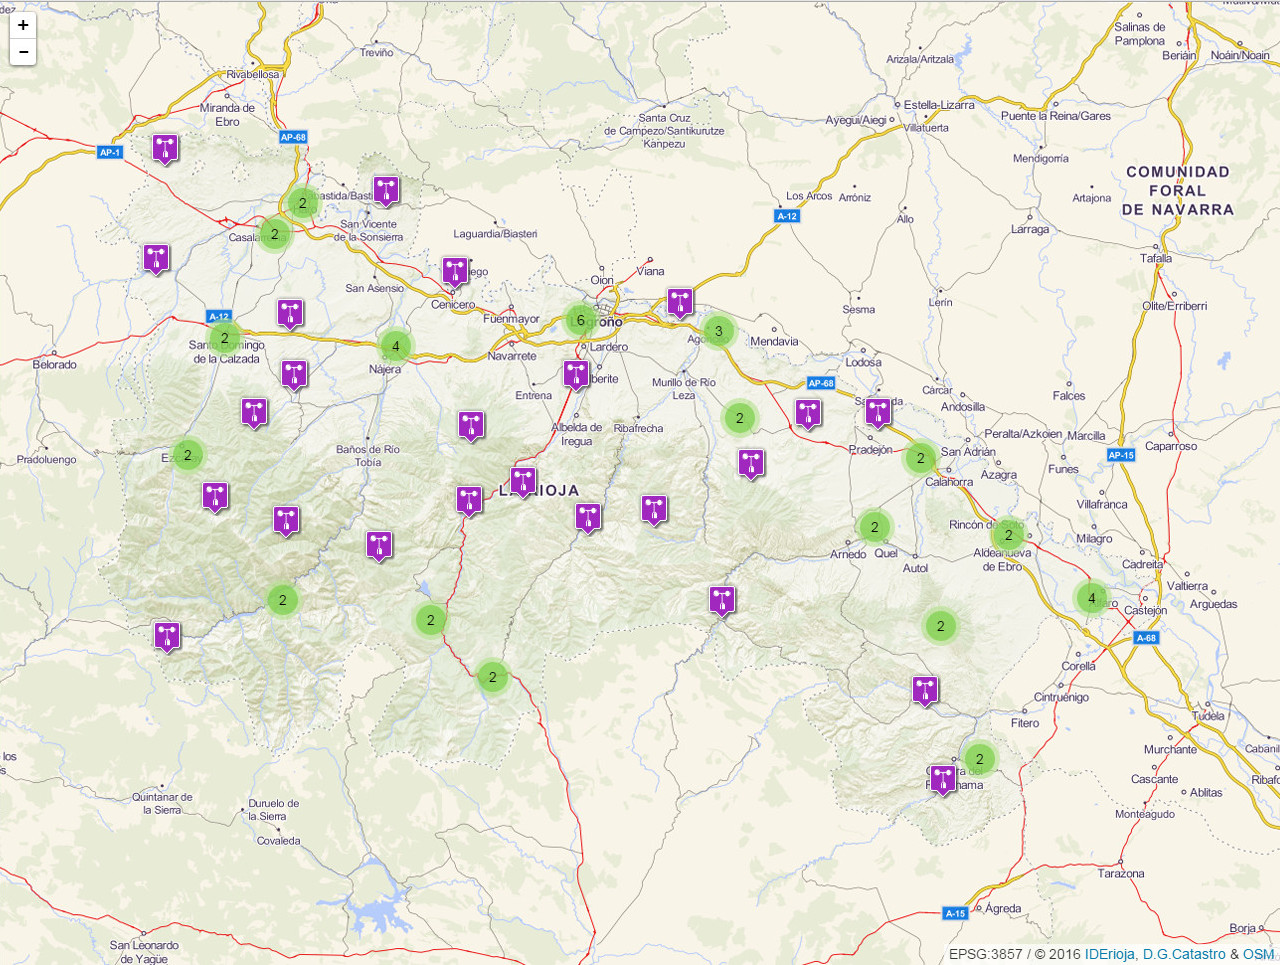 +
−
Treviño
Rivabellosa
Miranda de
Ebro
AP-68
AP-1
Santa Cruz
de Campezo/Santikurutze
Kanpezu
Arizala/Aritzala
Estella-Lizarra
Ayegui/Aiegi
Villatuerta
Salinas de
Pamplona
Beriáin
Noáin/Noain
Puente la Reina/Gares
Mendigorría
COMUNIDAD
FORAL
DE NAVARRA
Artajona
Los Arcos
Arróniz
A-12
Allo
Larraga
Tafalla
2
2
San Vicente
de la Sonsierra
Laguardia/Biasteri
Oion
Viana
San Asensio
Cenicero
Fuenmayor
6
Lerín
Sesma
Olite/Erriberri
A-12
2
Santo Domingo
de la Calzada
4
Nájera
Navarrete
Lardero
3
Mendavia
Lodosa
Belorado
Entrena
Murillo de Río
Leza
AP-68
Cárcar
Andosilla
Falces
2
Albelda de
Iregua
Ribafrecha
Pradejón
San Adrián
Peralta/Azkoien
Marcilla
Caparroso
AP-15
Pradoluengo
2
Baños de Río
Tobía
2
Calahorra
Azagra
Funes
Villafranca
LA RIOJA
2
Arnedo
Quel
Autol
2
Rincón de Soto
Aldeanueva
de Ebro
Milagro
Cadreita
Valtierra
Arguedas
2
2
2
4
Castejón
A-68
2
Corella
Cintruénigo
Fitero
Tudela
Murchante
Cascante
Ablitas
Monteagudo
2
los
Quintanar de
la Sierra
Duruelo de
la Sierra
Covaleda
Tarazona
A-15
Ágreda
Borja
San Leonardo
de Yagüe
EPSG:3857 / © 2016 IDErioja, D.G.Catastro & OSM